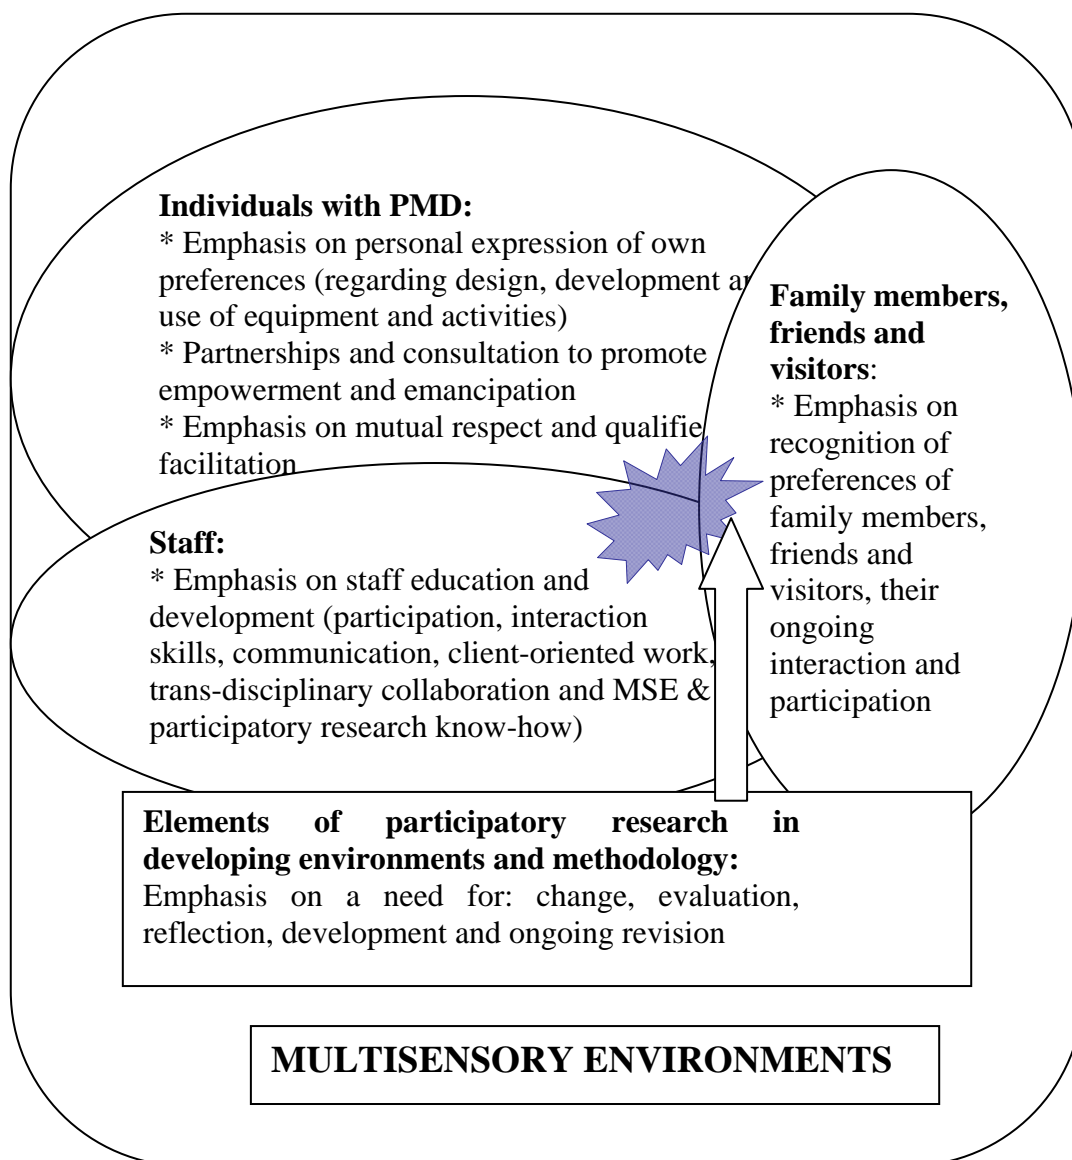 Individuals with PMD:
* Emphasis on personal expression of own
preferences (regarding design, development
use of equipment and activities)
* Partnerships and consultation to promote
empowerment and emancipation
* Emphasis on mutual respect and
facilitation
Family members,
friends and
visitors:
* Emphasis on
recognition of
preferences of
family members,
friends and
visitors, their
ongoing
interaction and
participation
Staff:
* Emphasis on staff education and
development (participation, interaction
skills, communication, client-oriented work,
trans-disciplinary collaboration and MSE &
participatory research know-how)
Elements of participatory research in
developing environments and methodology:
Emphasis on a need for: change, evaluation,
reflection, development and ongoing revision
MULTISENSORY ENVIRONMENTS